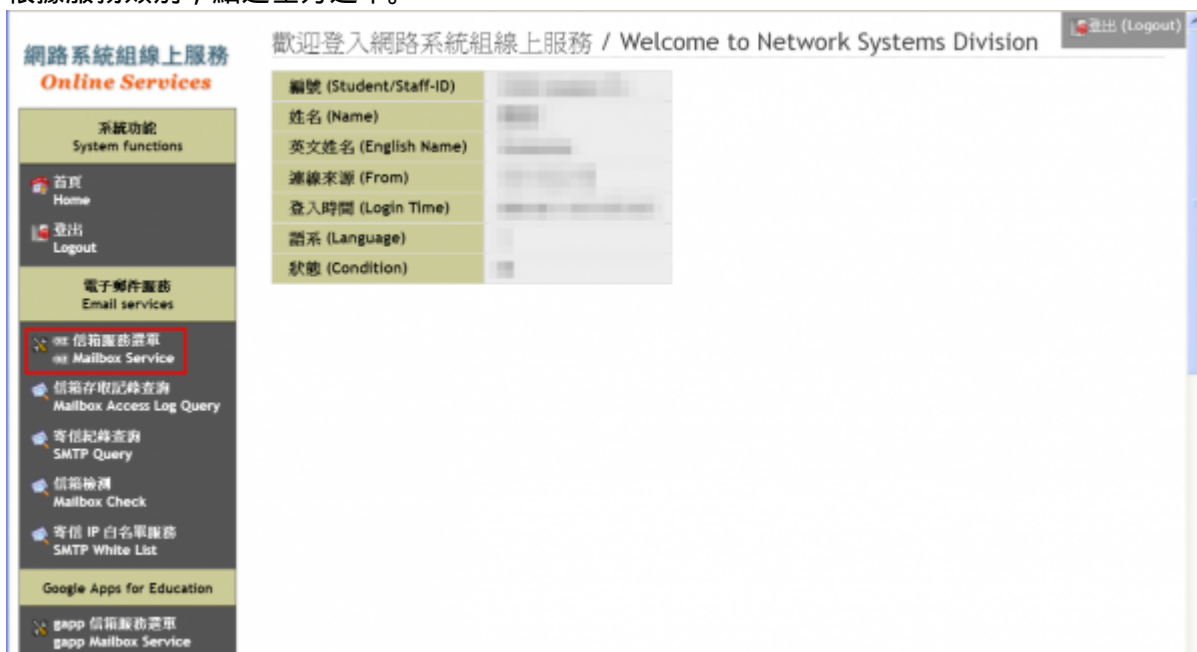 根據服務類別，點選左方選單。
網路系統組線上服務
Online Services
系統功能
System functions
首頁
Home
登出
Logout
電子郵件服務
Email services
信箱服務選單
Mailbox Service
信箱存取記錄查詢
Mailbox Access Log Query
寄信紀錄查詢
SMTP Query
信箱檢測
Mailbox Check
寄信 IP 白名單服務
SMTP White List
Google Apps for Education
gapp 信箱服務選單
gapp Mailbox Service
歡迎登入網路系統組線上服務 / Welcome to Network Systems Division
登出 (Logout)
編號 (Student/Staff-ID)
姓名 (Name)
英文姓名 (English Name)
連線來源 (From)
登入時間 (Login Time)
語系 (Language)
狀態 (Condition)